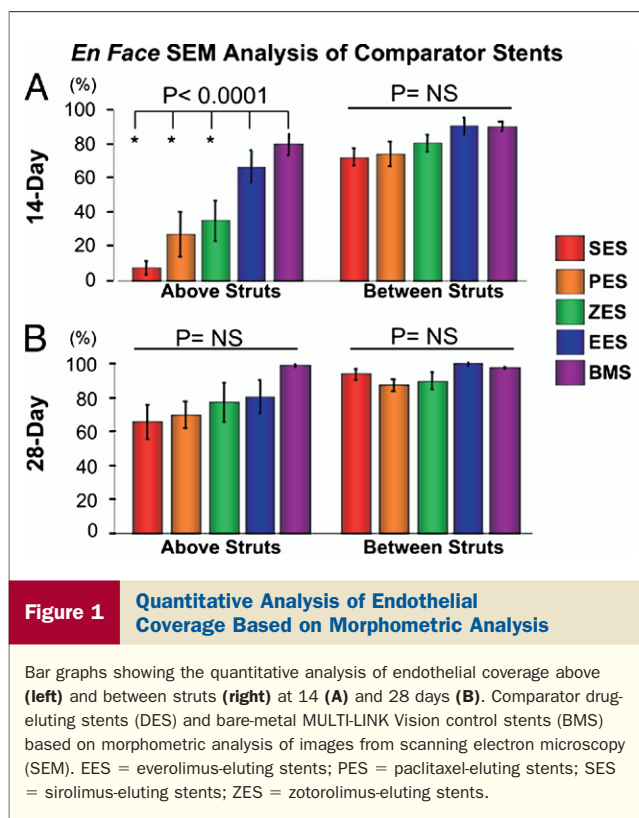 En Face SEM Analysis of Comparator Stents
A
(%)
P< 0.0001
P= NS
* * *
100
80
60
40
20
0
14-Day
Above Struts
Between Struts
SES
PES
ZES
EES
BMS
B
(%)
P= NS
P= NS
100
80
60
40
20
0
28-Day
Above Struts
Between Struts
Figure 1
Quantitative Analysis of Endothelial
Coverage Based on Morphometric Analysis
Bar graphs showing the quantitative analysis of endothelial coverage above
(left) and between struts (right) at 14 (A) and 28 days (B). Comparator drug-
eluting stents (DES) and bare-metal MULTI-LINK Vision control stents (BMS)
based on morphometric analysis of images from scanning electron microscopy
(SEM). EES = everolimus-eluting stents; PES = paclitaxel-eluting stents; SES
= sirolimus-eluting stents; ZES = zotorolimus-eluting stents.